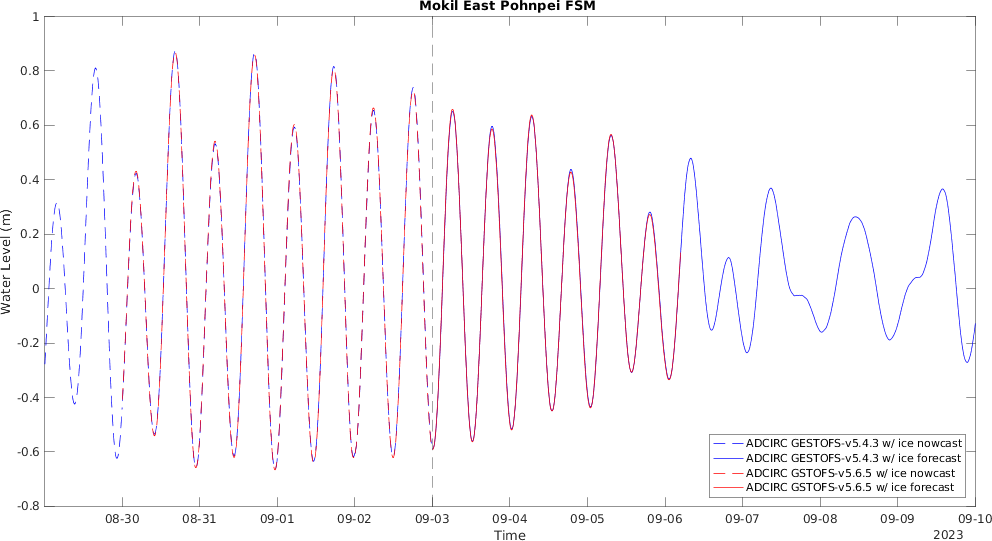 Mokil East Pohnpei FSM
1
0.8
0.6
0.4
0.2
0
-0.2
-0.4
-0.6
-0.8
Water Level (m)
ADCIRC GESTOFS-v5.4.3 w/ ice nowcast
ADCIRC GESTOFS-v5.4.3 w/ ice forecast
ADCIRC GSTOFS-v5.6.5 w/ ice nowcast
ADCIRC GSTOFS-v5.6.5 w/ ice forecast
08-30 08-31 09-01 09-02 09-03 09-04 09-05 09-06 09-07 09-08 09-09 09-10
Time
2023